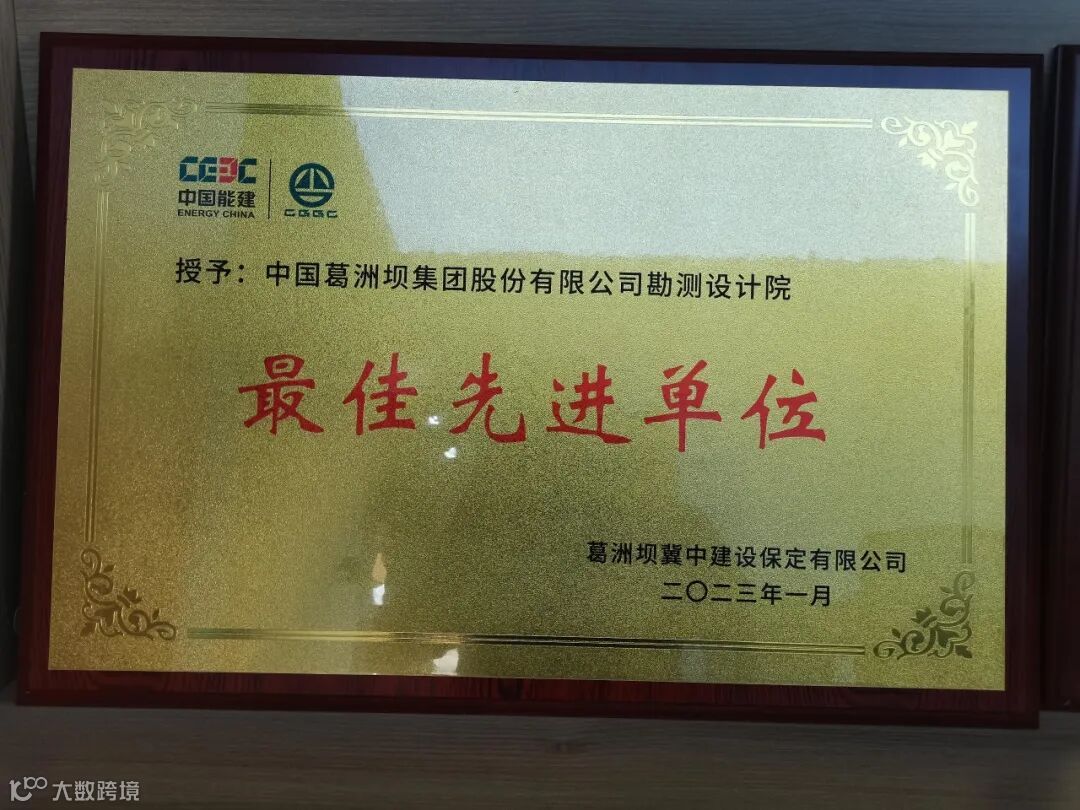 CEEC
中国能建
ENERGY CHINA
CGGC
授予：中国葛洲坝集团股份有限公司勘测设计院
最佳先进单位
葛洲坝冀中建设保定有限公司
二〇二三年一月
大数跨境